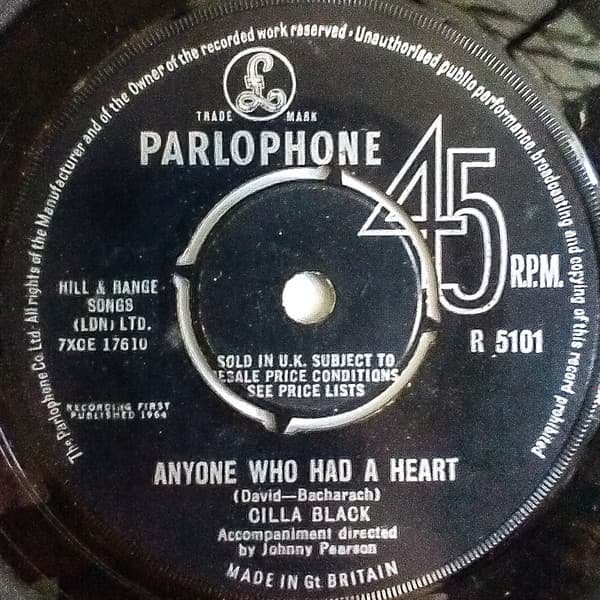 The Parlophone Co. Ltd. All rights of the Manufacturer and of the Owner of the recorded work reserved · Unauthorised public performance, broadcasting and copying of this record prohibited
£
TRADE MARK
PARLOPHONE
45
R.P.M.
HILL & RANGE
SONGS
(LDN) LTD.
7XCE 17610
R 5101
SOLD IN U.K. SUBJECT TO
RESALE PRICE CONDITIONS
SEE PRICE LISTS
RECORDING FIRST
PUBLISHED 1964
ANYONE WHO HAD A HEART
(David—Bacharach)
CILLA BLACK
Accompaniment directed
by Johnny Pearson
MADE IN Gt BRITAIN